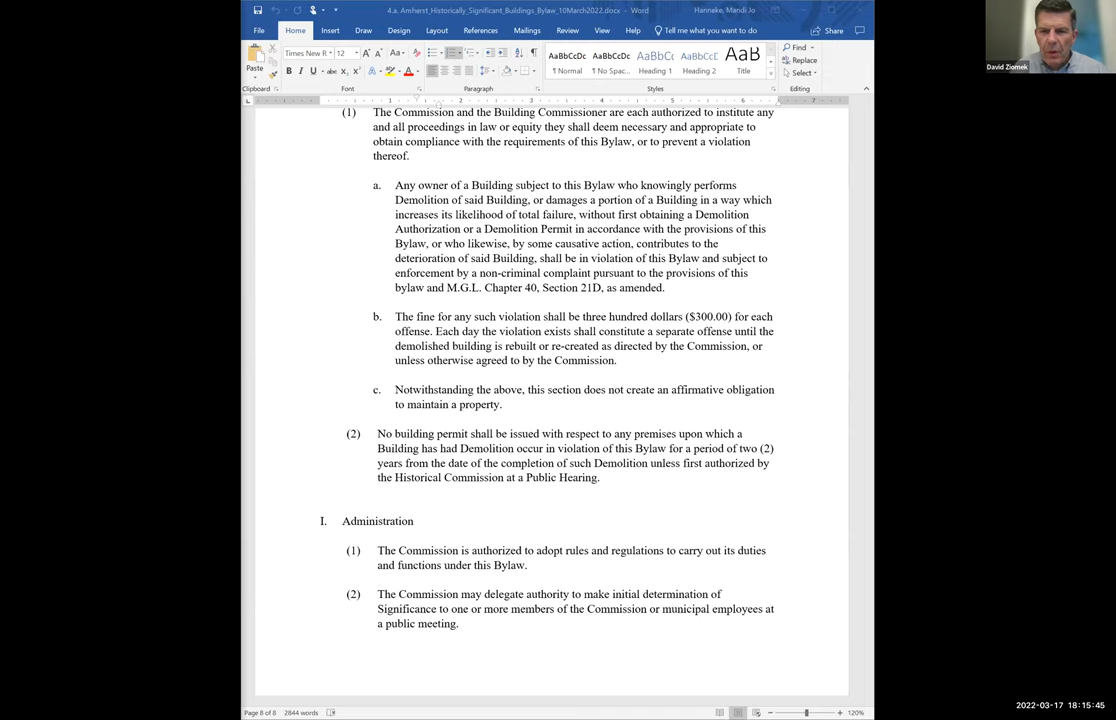 4.a. Amherst_Historically_Significant_Buildings_Bylaw_10March2022.docx - Word
Hanneke, Mandi Jo
File Home Insert Draw Design Layout References Mailings Review View Help Tell me what you want to do Share
Paste
Times New R 12
AaBbCcDc AaBbCcDc AaBbCc AaBbCcD AaB
¶ Normal ¶ No Spac... Heading 1 Heading 2 Title
Find
Replace
Select
Clipboard Font Paragraph Styles Editing
David Ziomek
(1) The Commission and the Building Commissioner are each authorized to institute any
and all proceedings in law or equity they shall deem necessary and appropriate to
obtain compliance with the requirements of this Bylaw, or to prevent a violation
thereof.
a. Any owner of a Building subject to this Bylaw who knowingly performs
Demolition of said Building, or damages a portion of a Building in a way which
increases its likelihood of total failure, without first obtaining a Demolition
Authorization or a Demolition Permit in accordance with the provisions of this
Bylaw, or who likewise, by some causative action, contributes to the
deterioration of said Building, shall be in violation of this Bylaw and subject to
enforcement by a non-criminal complaint pursuant to the provisions of this
bylaw and M.G.L. Chapter 40, Section 21D, as amended.
b. The fine for any such violation shall be three hundred dollars ($300.00) for each
offense. Each day the violation exists shall constitute a separate offense until the
demolished building is rebuilt or re-created as directed by the Commission, or
unless otherwise agreed to by the Commission.
c. Notwithstanding the above, this section does not create an affirmative obligation
to maintain a property.
(2) No building permit shall be issued with respect to any premises upon which a
Building has had Demolition occur in violation of this Bylaw for a period of two (2)
years from the date of the completion of such Demolition unless first authorized by
the Historical Commission at a Public Hearing.
I. Administration
(1) The Commission is authorized to adopt rules and regulations to carry out its duties
and functions under this Bylaw.
(2) The Commission may delegate authority to make initial determination of
Significance to one or more members of the Commission or municipal employees at
a public meeting.
Page 8 of 8 2844 words
120%
2022-03-17 18:15:45